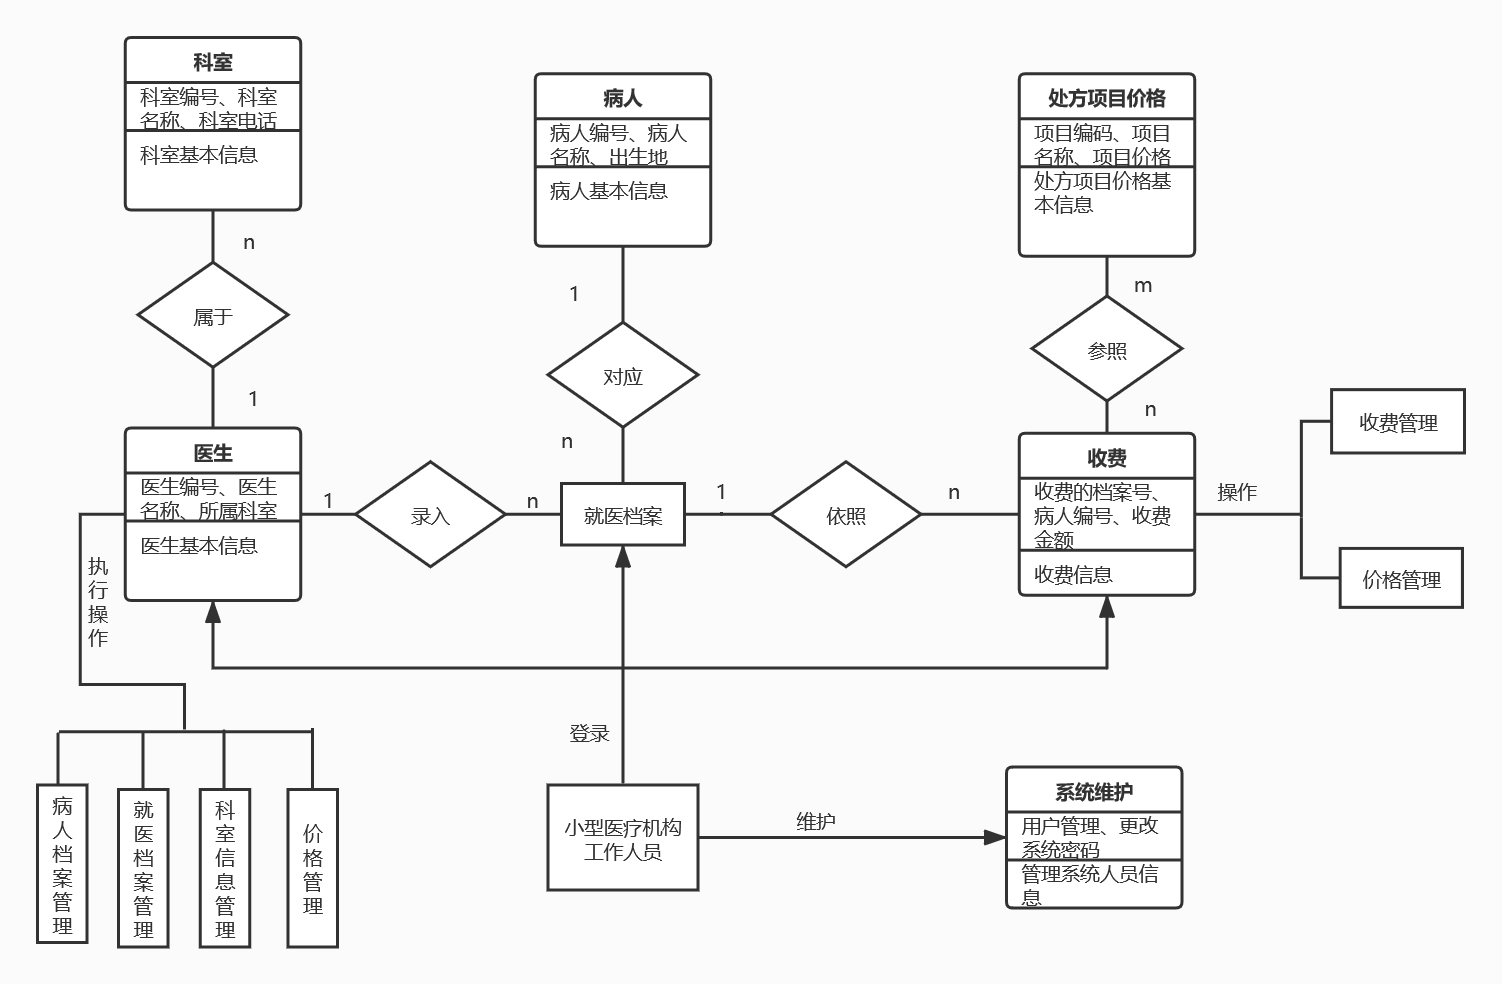 科室
科室编号、科室
名称、科室电话
科室基本信息
n
属于
1
病人
病人编号、病人
名称、出生地
病人基本信息
1
对应
n
处方项目价格
项目编码、项目
名称、项目价格
处方项目价格基
本信息
m
参照
n
医生
医生编号、医生
名称、所属科室
医生基本信息
1
录入
n
就医档案
1
依照
n
收费
收费的档案号、
病人编号、收费
金额
收费信息
操作
收费管理
价格管理
执
行
操
作
登录
病
人
档
案
管
理
就
医
档
案
管
理
科
室
信
息
管
理
价
格
管
理
小型医疗机构
工作人员
维护
系统维护
用户管理、更改
系统密码
管理系统人员信
息